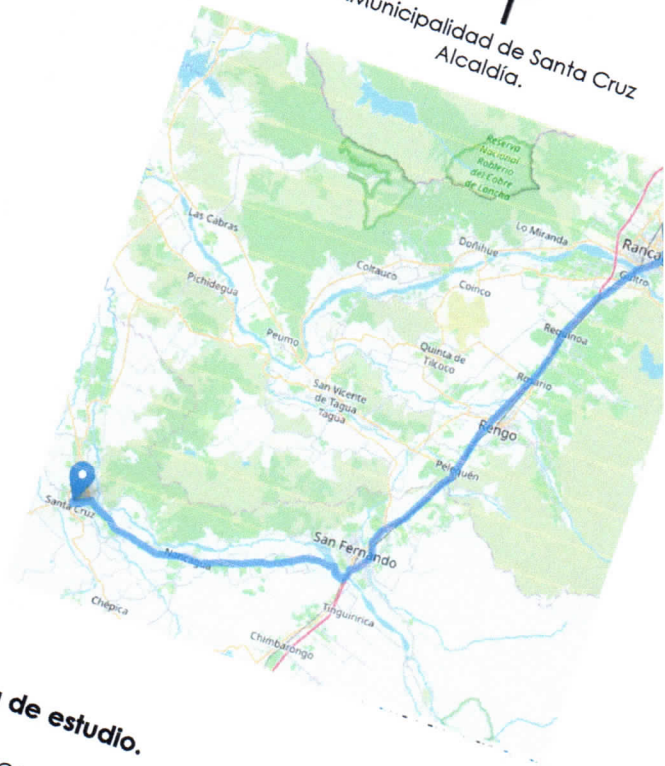 Municipalidad de Santa Cruz
Alcaldía.
Reserva
Nacional
Roblería
del Cobre
de Loncha
Las Cabras
Lo Miranda
Doñihue
Ranca
Coltauco
Gultro
Pichidegua
Coinco
Requínoa
Peumo
Quinta de
Tilcoco
Rosario
San Vicente
de Tagua
Tagua
Rengo
Pelequén
Santa Cruz
San Fernando
Nancagua
Chépica
Tinguiririca
Chimbarongo
de estudio.